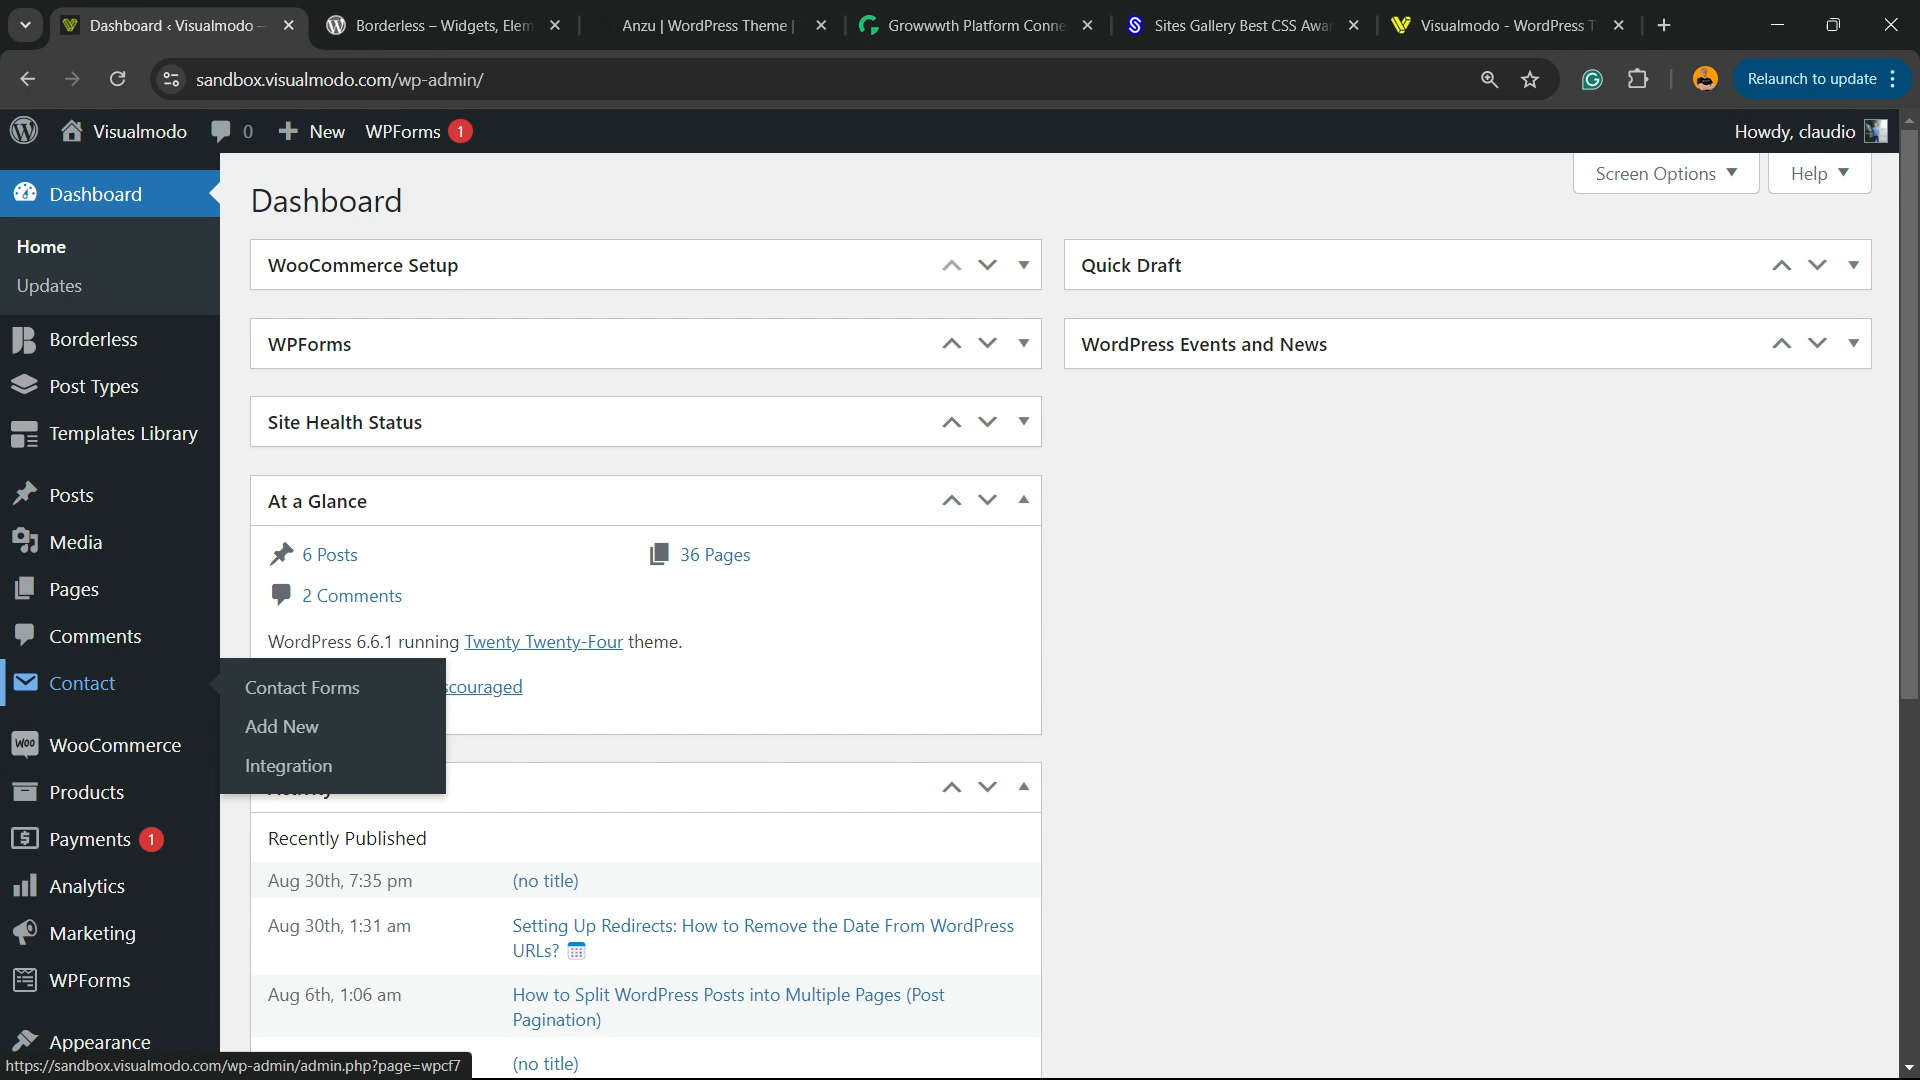 Dashboard ‹ Visualmodo –
Borderless – Widgets, Elem
Anzu | WordPress Theme |
Growwwth Platform Conne
Sites Gallery Best CSS Awa
Visualmodo - WordPress T
sandbox.visualmodo.com/wp-admin/
Relaunch to update
Visualmodo
0
New
WPForms
1
Howdy, claudio
Screen Options
Help
Dashboard
Dashboard
Home
Updates
Borderless
Post Types
Templates Library
Posts
Media
Pages
Comments
Contact
Contact Forms
Add New
Integration
WooCommerce
Products
Payments
1
Analytics
Marketing
WPForms
Appearance
WooCommerce Setup
WPForms
Site Health Status
At a Glance
6 Posts
36 Pages
2 Comments
WordPress 6.6.1 running Twenty Twenty-Four theme.
scouraged
Recently Published
Aug 30th, 7:35 pm
(no title)
Aug 30th, 1:31 am
Setting Up Redirects: How to Remove the Date From WordPress
URLs?
Aug 6th, 1:06 am
How to Split WordPress Posts into Multiple Pages (Post
Pagination)
(no title)
Quick Draft
WordPress Events and News
https://sandbox.visualmodo.com/wp-admin/admin.php?page=wpcf7